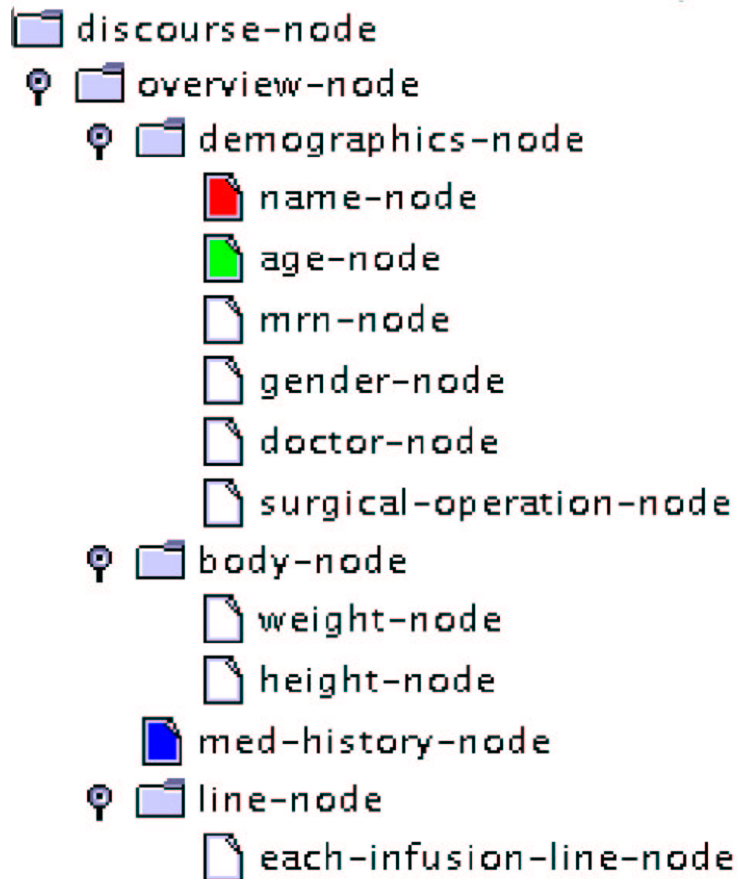 discourse-node
overview-node
demographics-node
name-node
age-node
mrn-node
gender-node
doctor-node
surgical-operation-node
body-node
weight-node
height-node
med-history-node
line-node
each-infusion-line-node